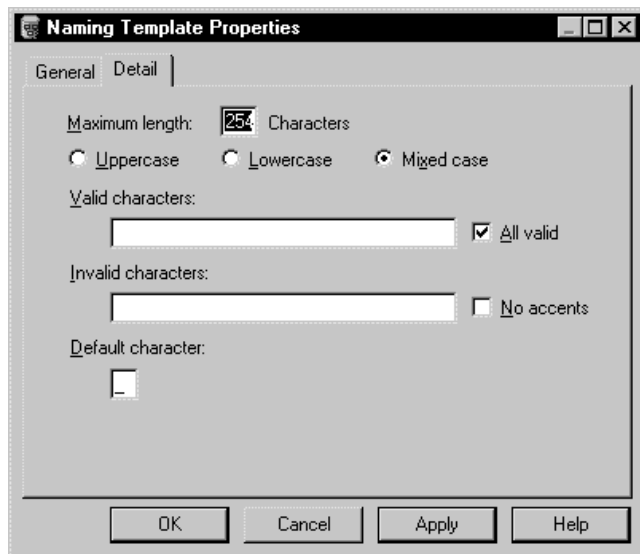 Naming Template Properties
General Detail
Maximum length: 254 Characters
Uppercase Lowercase Mixed case
Valid characters:
All valid
Invalid characters:
No accents
Default character:
_
OK Cancel Apply Help